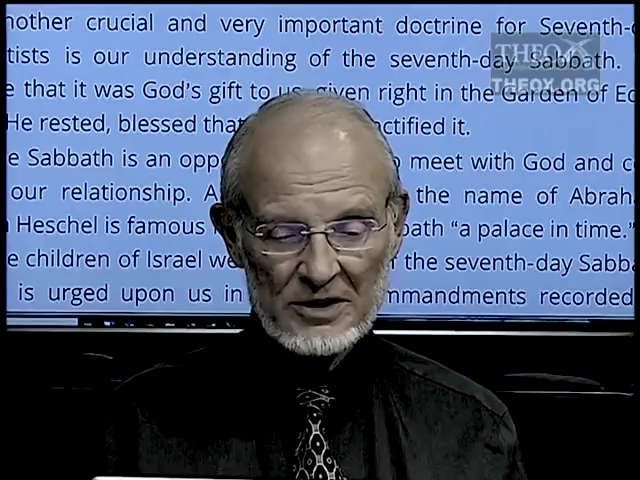 nother crucial and very important doctrine for Seventh-d
tists is our understanding of the seventh-day Sabbath.
e that it was God's gift to us, given right in the Garden of Ed
He rested, blessed that actified it.
e Sabbath is an opp o meet with God and c
our relationship. A the name of Abrah
Heschel is famous bath “a palace in time.”
e children of Israel we the seventh-day Sabba
is urged upon us in mmandments recorded
THEFOX
THEFOX.ORG